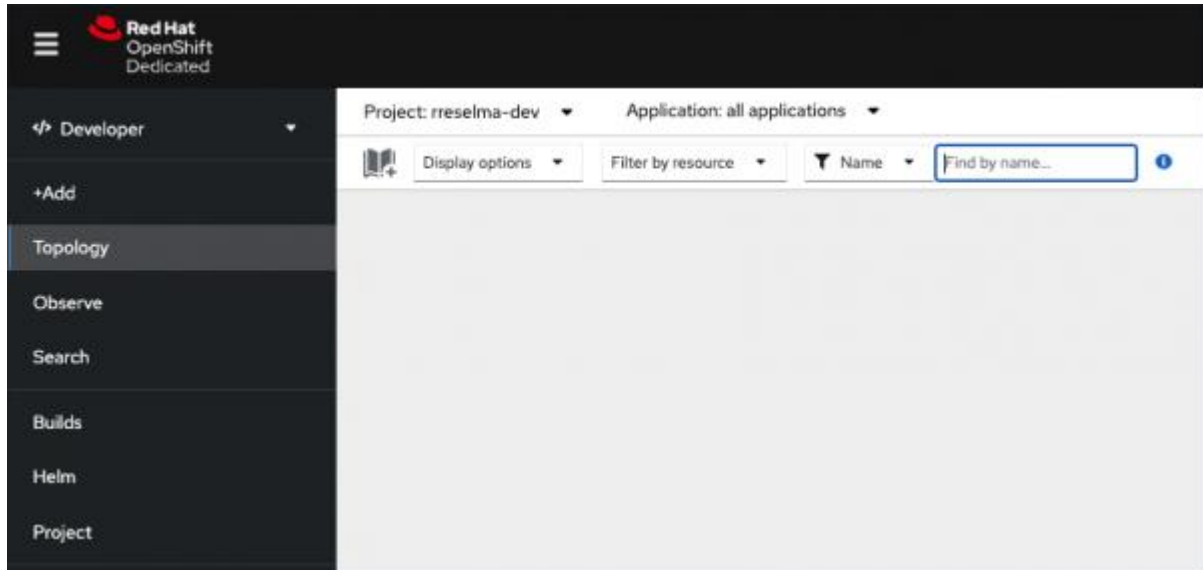 Red Hat
OpenShift
Dedicated
</> Developer
+Add
Topology
Observe
Search
Builds
Helm
Project
Project: rreselma-dev
Application: all applications
Display options
Filter by resource
Name
Find by name...